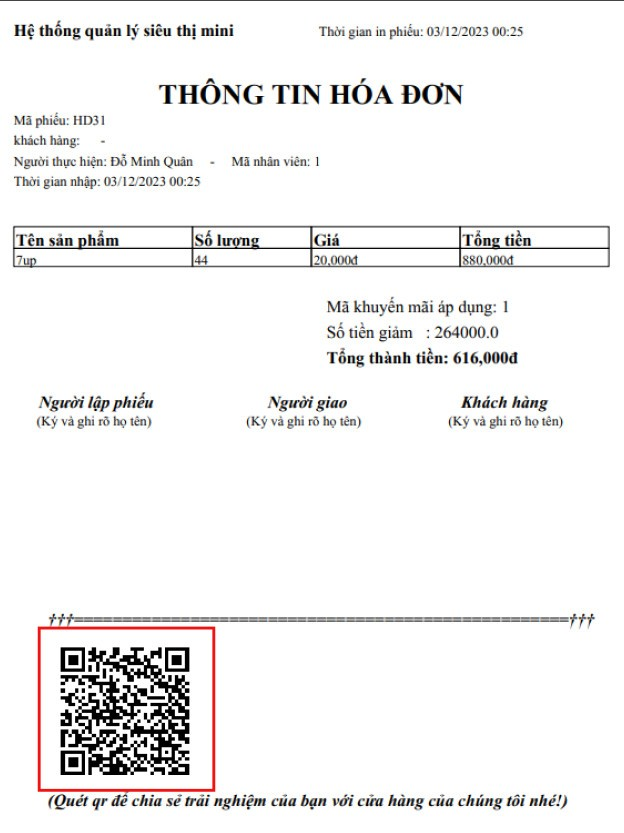 Hệ thống quản lý siêu thị mini Thời gian in phiếu: 03/12/2023 00:25
THÔNG TIN HÓA ĐƠN
Mã phiếu: HD31
khách hàng: -
Người thực hiện: Đỗ Minh Quân - Mã nhân viên: 1
Thời gian nhập: 03/12/2023 00:25
Tên sản phẩm Số lượng Giá Tổng tiền
7up 44 20,000đ 880,000đ
Mã khuyến mãi áp dụng: 1
Số tiền giảm : 264000.0
Tổng thành tiền: 616,000đ
Người lập phiếu Người giao Khách hàng
(Ký và ghi rõ họ tên) (Ký và ghi rõ họ tên) (Ký và ghi rõ họ tên)
†††===================================================†††
(Quét qr để chia sẻ trải nghiệm của bạn với cửa hàng của chúng tôi nhé!)